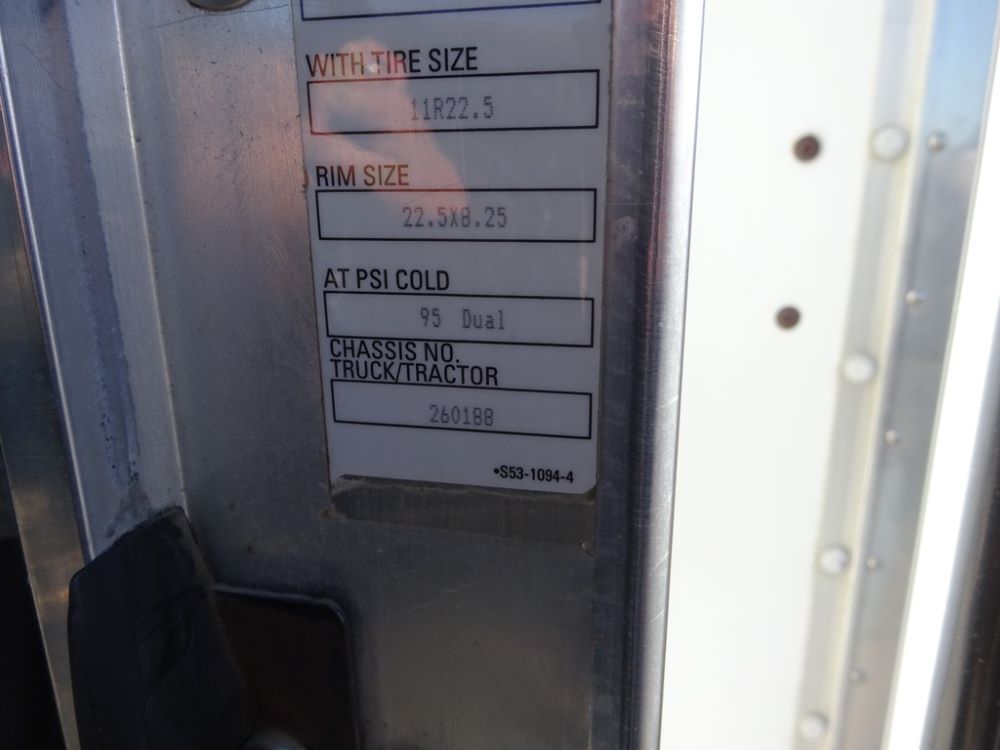 WITH TIRE SIZE
11R22.5
RIM SIZE
22.5X8.25
AT PSI COLD
95 Dual
CHASSIS NO.
TRUCK/TRACTOR
260188
•S53-1094-4